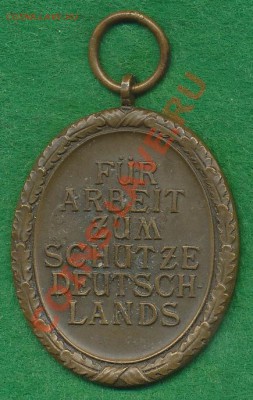 FÜR
ARBEIT
ZUM
SCHUTZE
DEUTSCH-
LANDS